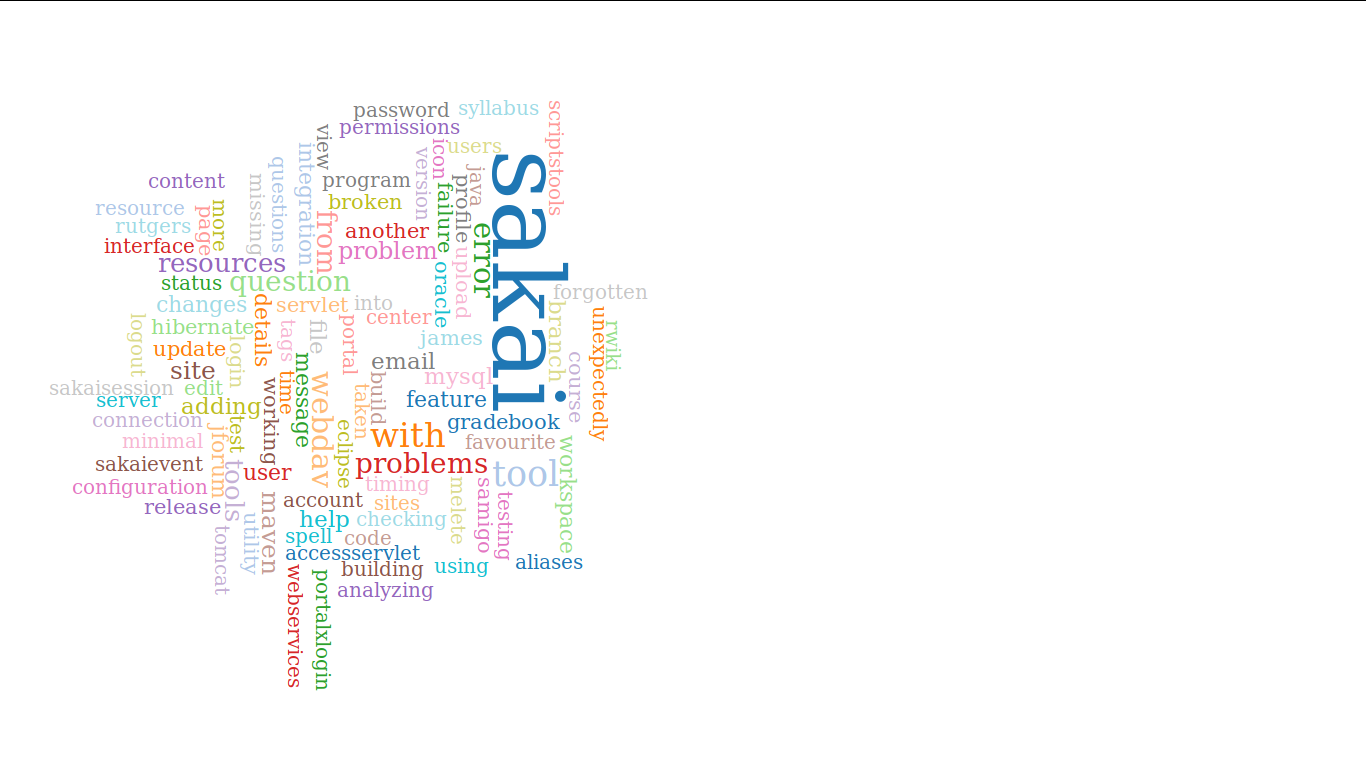 password
syllabus
scriptstools
permissions
view
icon
users
integration
version
sakai
questions
java
content
missing
program
profile
failure
broken
resource
page
more
from
rutgers
another
error
interface
problem
upload
resources
oracle
status
question
forgotten
changes
details
servlet
into
branch
unexpectedly
logout
hibernate
tags
file
portal
center
rwiki
login
james
update
message
email
course
site
time
webdav
build
mysql
sakaisession
edit
working
taken
feature
server
adding
connection
test
eclipse
with
gradebook
minimal
jforum
favourite
workspace
sakaievent
tools
user
problems
tool
configuration
timing
melete
samigo
testing
release
maven
account
sites
utility
help
checking
tomcat
spell
code
accessservlet
webservices
portalxlogin
building
using
aliases
analyzing